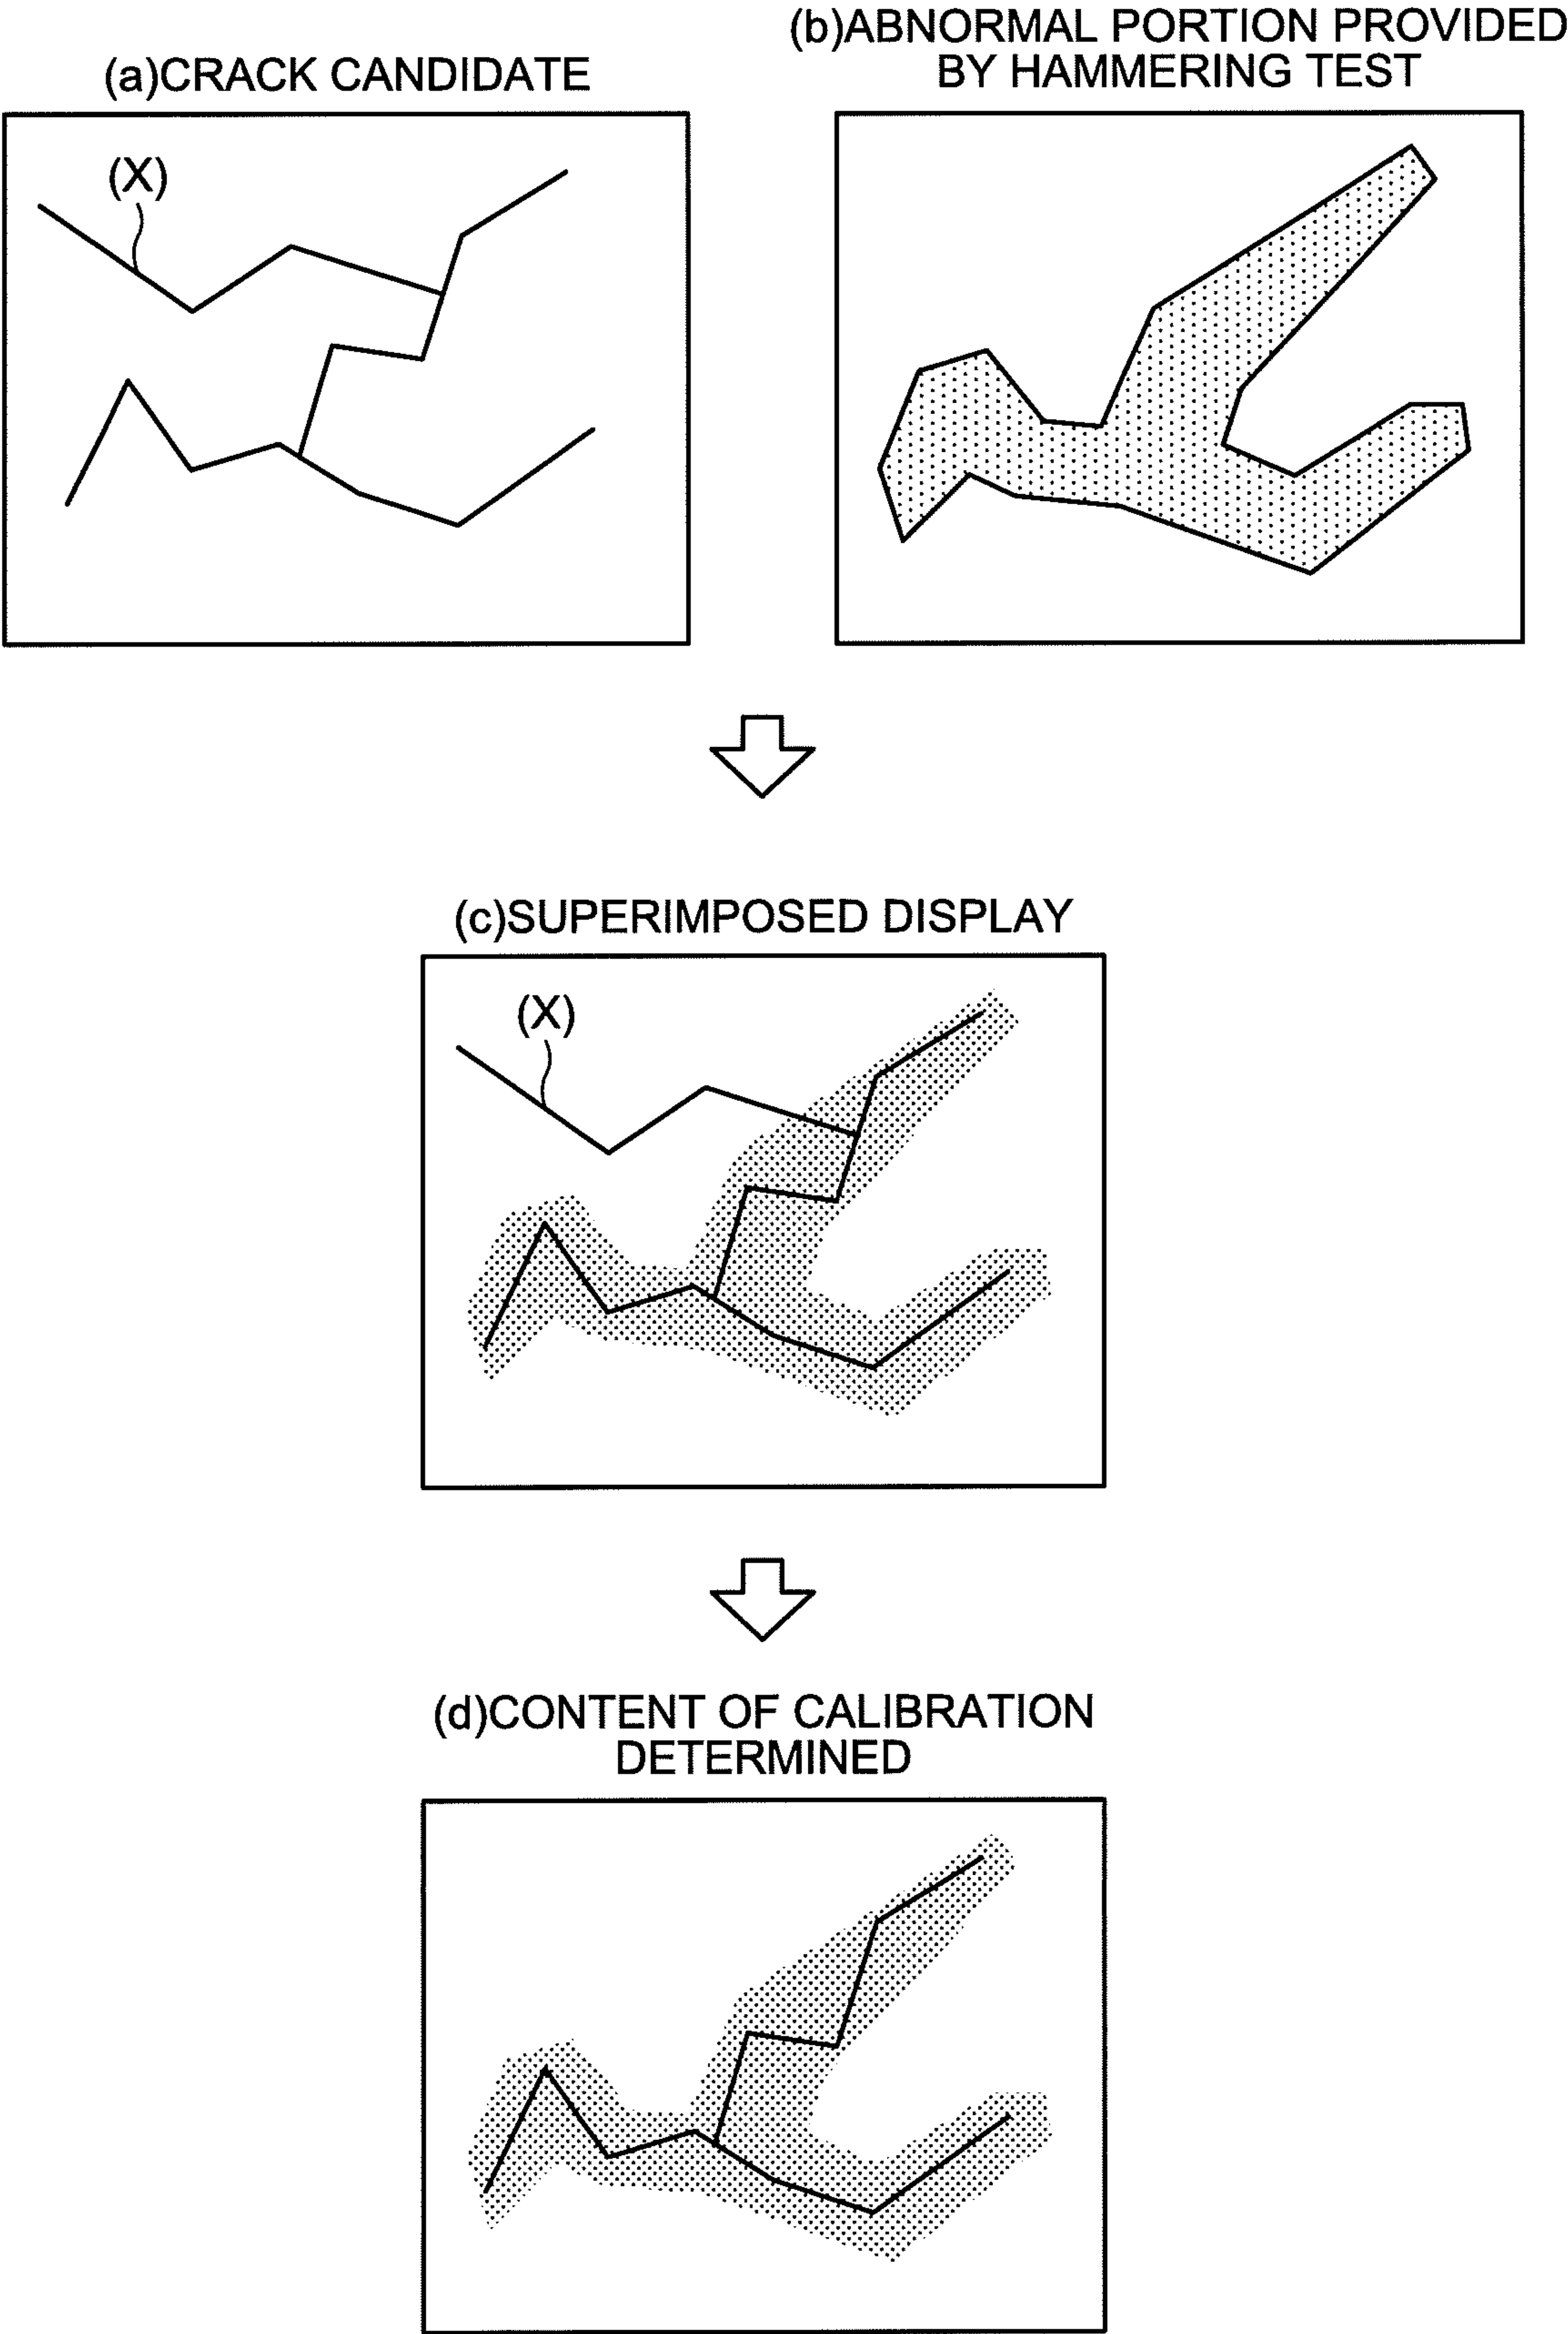 (a)CRACK CANDIDATE
(b)ABNORMAL PORTION PROVIDED
BY HAMMERING TEST
(X)
(c)SUPERIMPOSED DISPLAY
(X)
(d)CONTENT OF CALIBRATION
DETERMINED